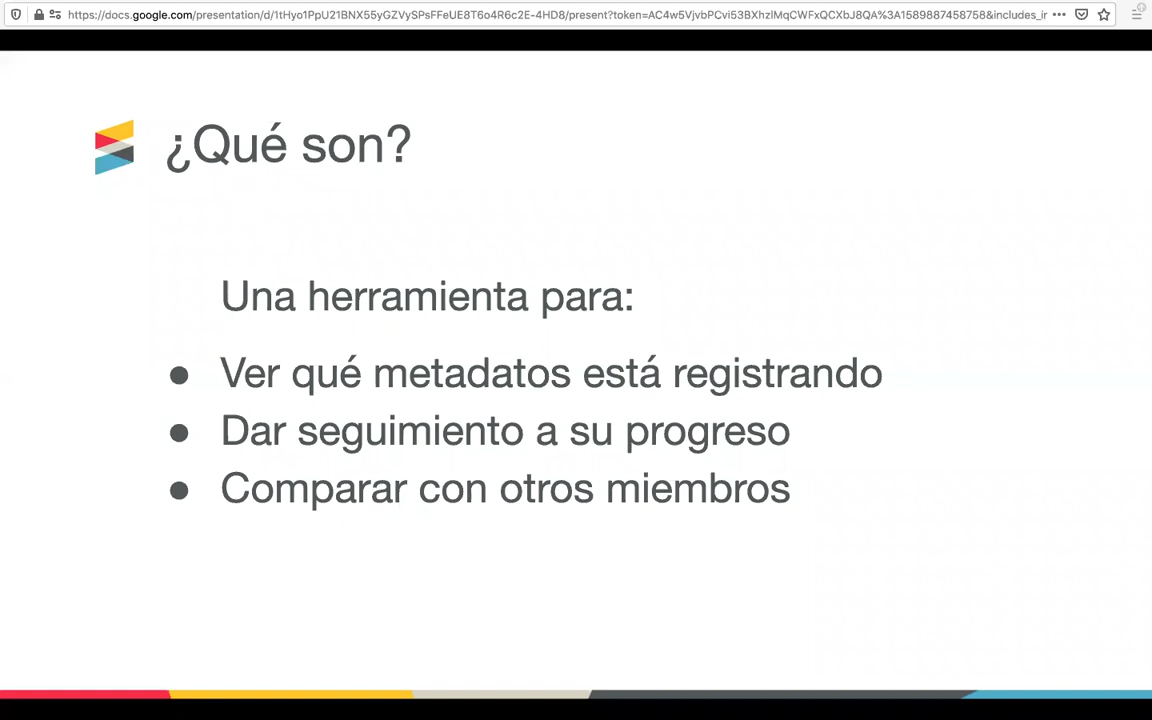 https://docs.google.com/presentation/d/1tHyo1PpU21BNX55yGZVySPsFFeUE8T6o4R6c2E-4HD8/present?token=AC4w5VjvbPCvi53BXhzlMqCWFxQCXbJ8QA%3A1589887458758&includes_ir
¿Qué son?
Una herramienta para:
● Ver qué metadatos está registrando
● Dar seguimiento a su progreso
● Comparar con otros miembros